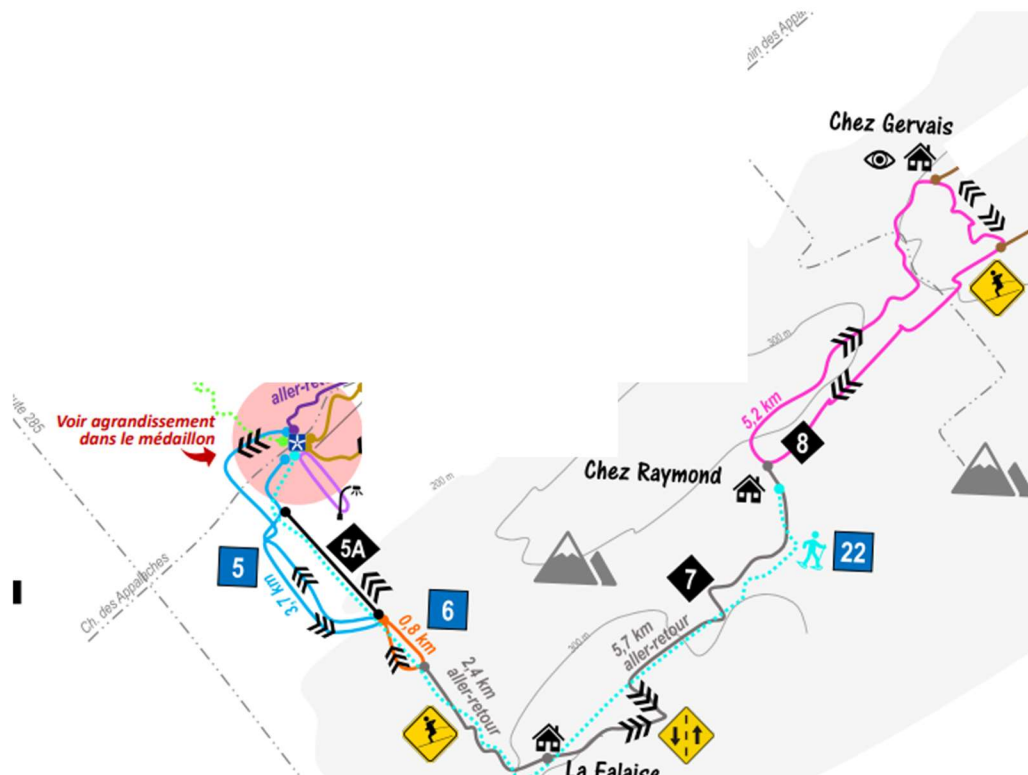 Chez Gervais
300 m
5,2 km
8
Chez Raymond
Voir agrandissement
dans le médaillon
200 m
5A
5
3,7 km
6
0,8 km
7
22
Ch. des Appalaches
300 m
5,7 km
aller-retour
2,4 km
aller-retour
La Falaise